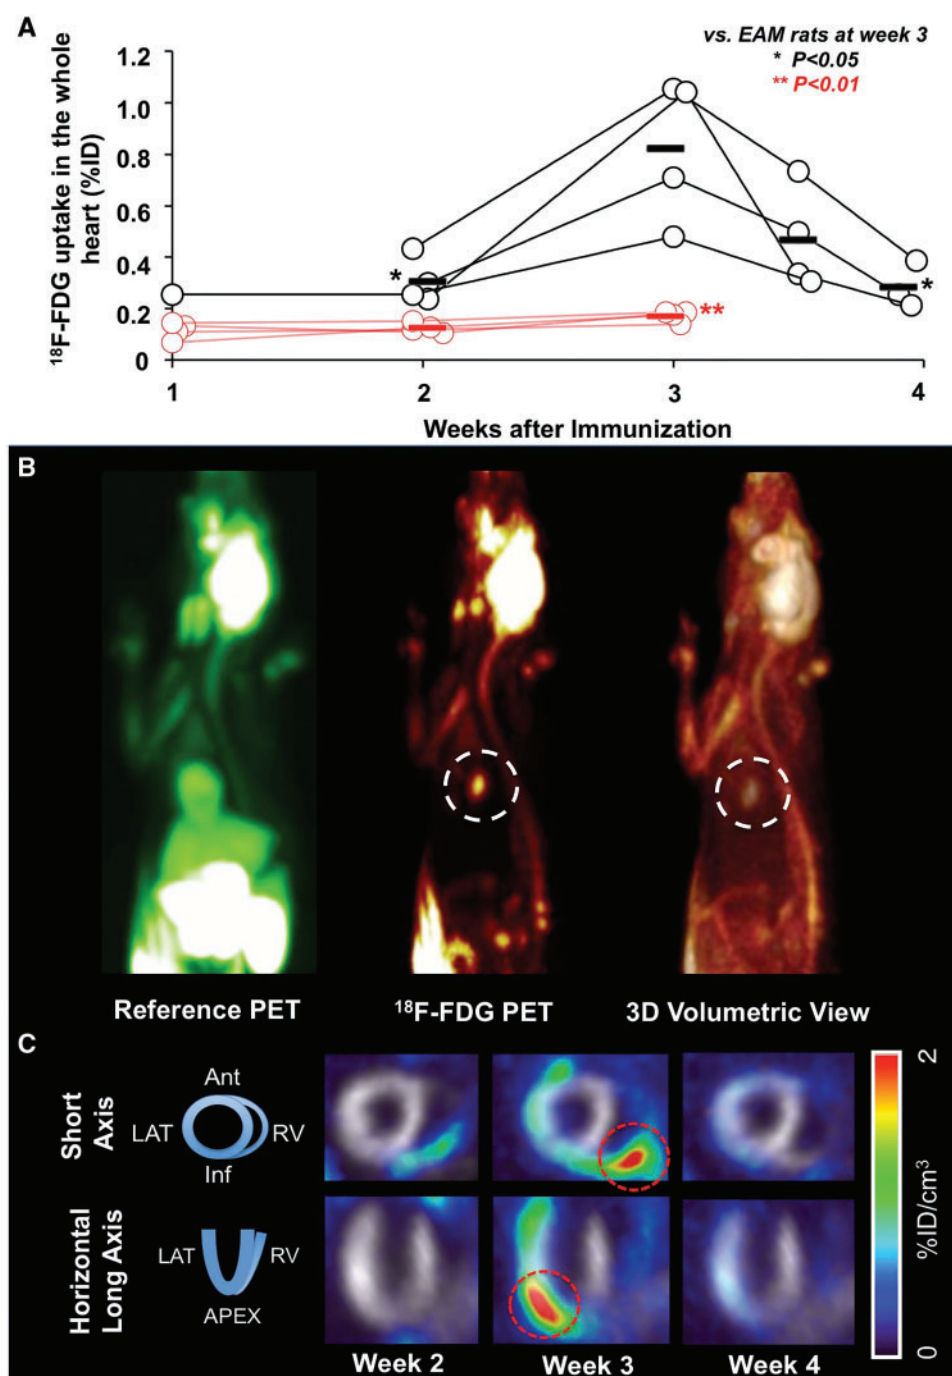 A
vs. EAM rats at week 3
* P<0.05
** P<0.01
¹⁸F-FDG uptake in the whole
heart (%ID)
1.2
1.0
0.8
0.6
0.4
0.2
0
*
**
*
1 2 3 4
Weeks after Immunization
B
Reference PET ¹⁸F-FDG PET 3D Volumetric View
C
Short
Axis
Ant
LAT RV
Inf
Horizontal
Long Axis
LAT RV
APEX
Week 2 Week 3 Week 4
2
%ID/cm³
0